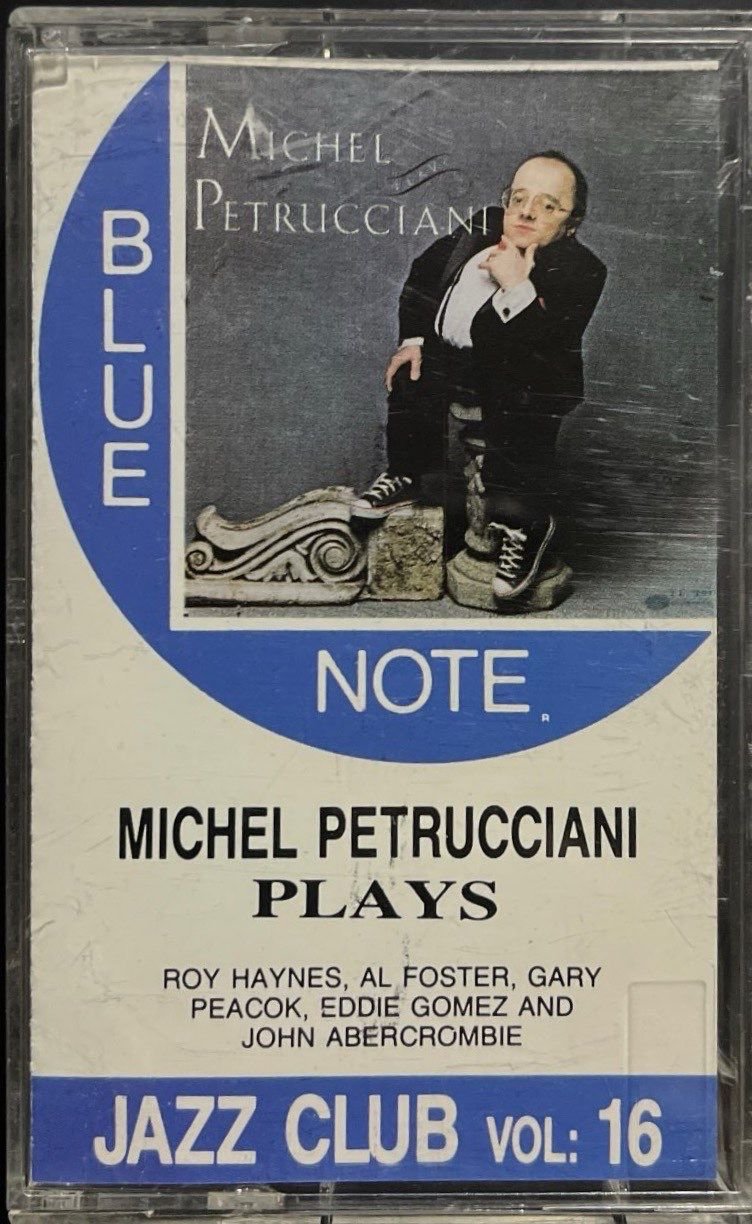 MICHEL
PETRUCCIANI
BLUE
NOTE
R
MICHEL PETRUCCIANI
PLAYS
ROY HAYNES, AL FOSTER, GARY
PEACOK, EDDIE GOMEZ AND
JOHN ABERCROMBIE
JAZZ CLUB VOL: 16